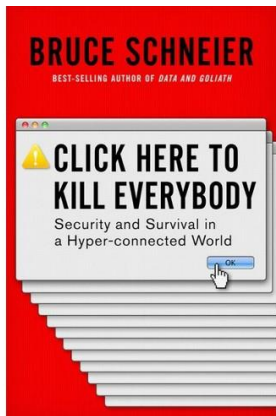 BRUCE SCHNEIER
BEST-SELLING AUTHOR OF DATA AND GOLIATH
CLICK HERE TO
KILL EVERYBODY
Security and Survival in
a Hyper-connected World
OK